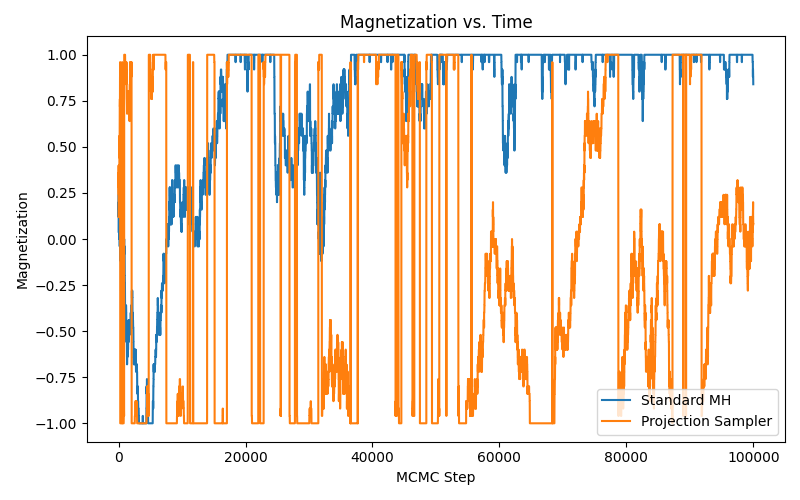 Magnetization vs. Time
Magnetization
1.00
0.75
0.50
0.25
0.00
−0.25
−0.50
−0.75
−1.00
0 20000 40000 60000 80000 100000
MCMC Step
Standard MH
Projection Sampler